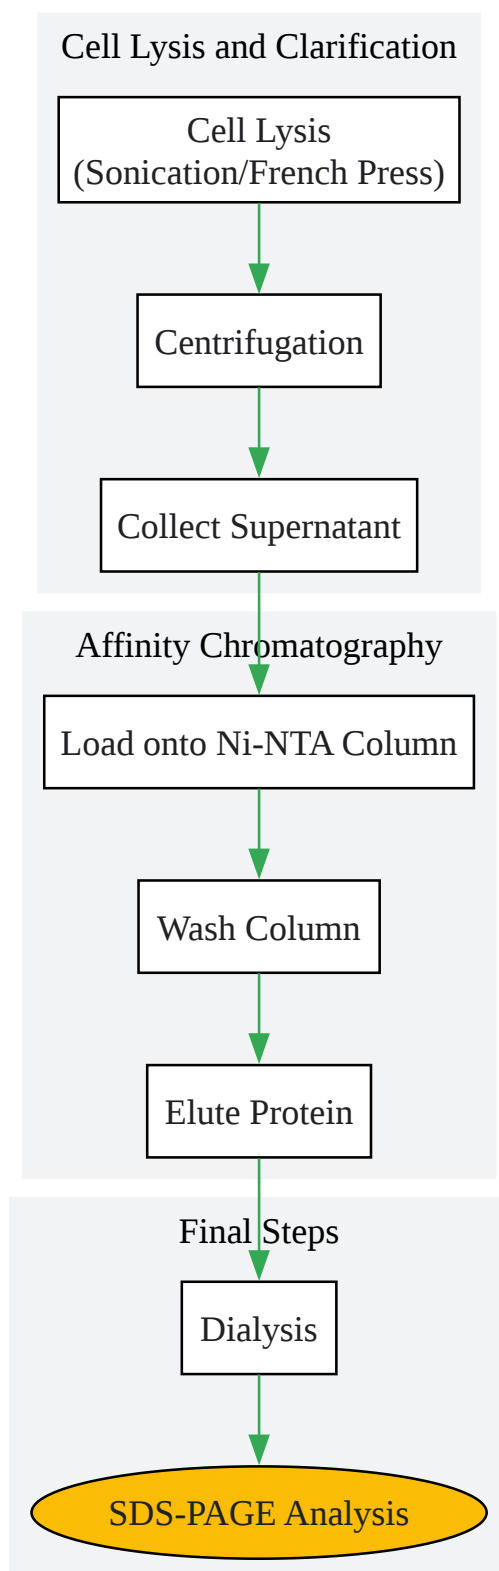 Cell Lysis and Clarification
Cell Lysis
(Sonication/French Press)
Centrifugation
Collect Supernatant
Affinity Chromatography
Load onto Ni-NTA Column
Wash Column
Elute Protein
Final Steps
Dialysis
SDS-PAGE Analysis